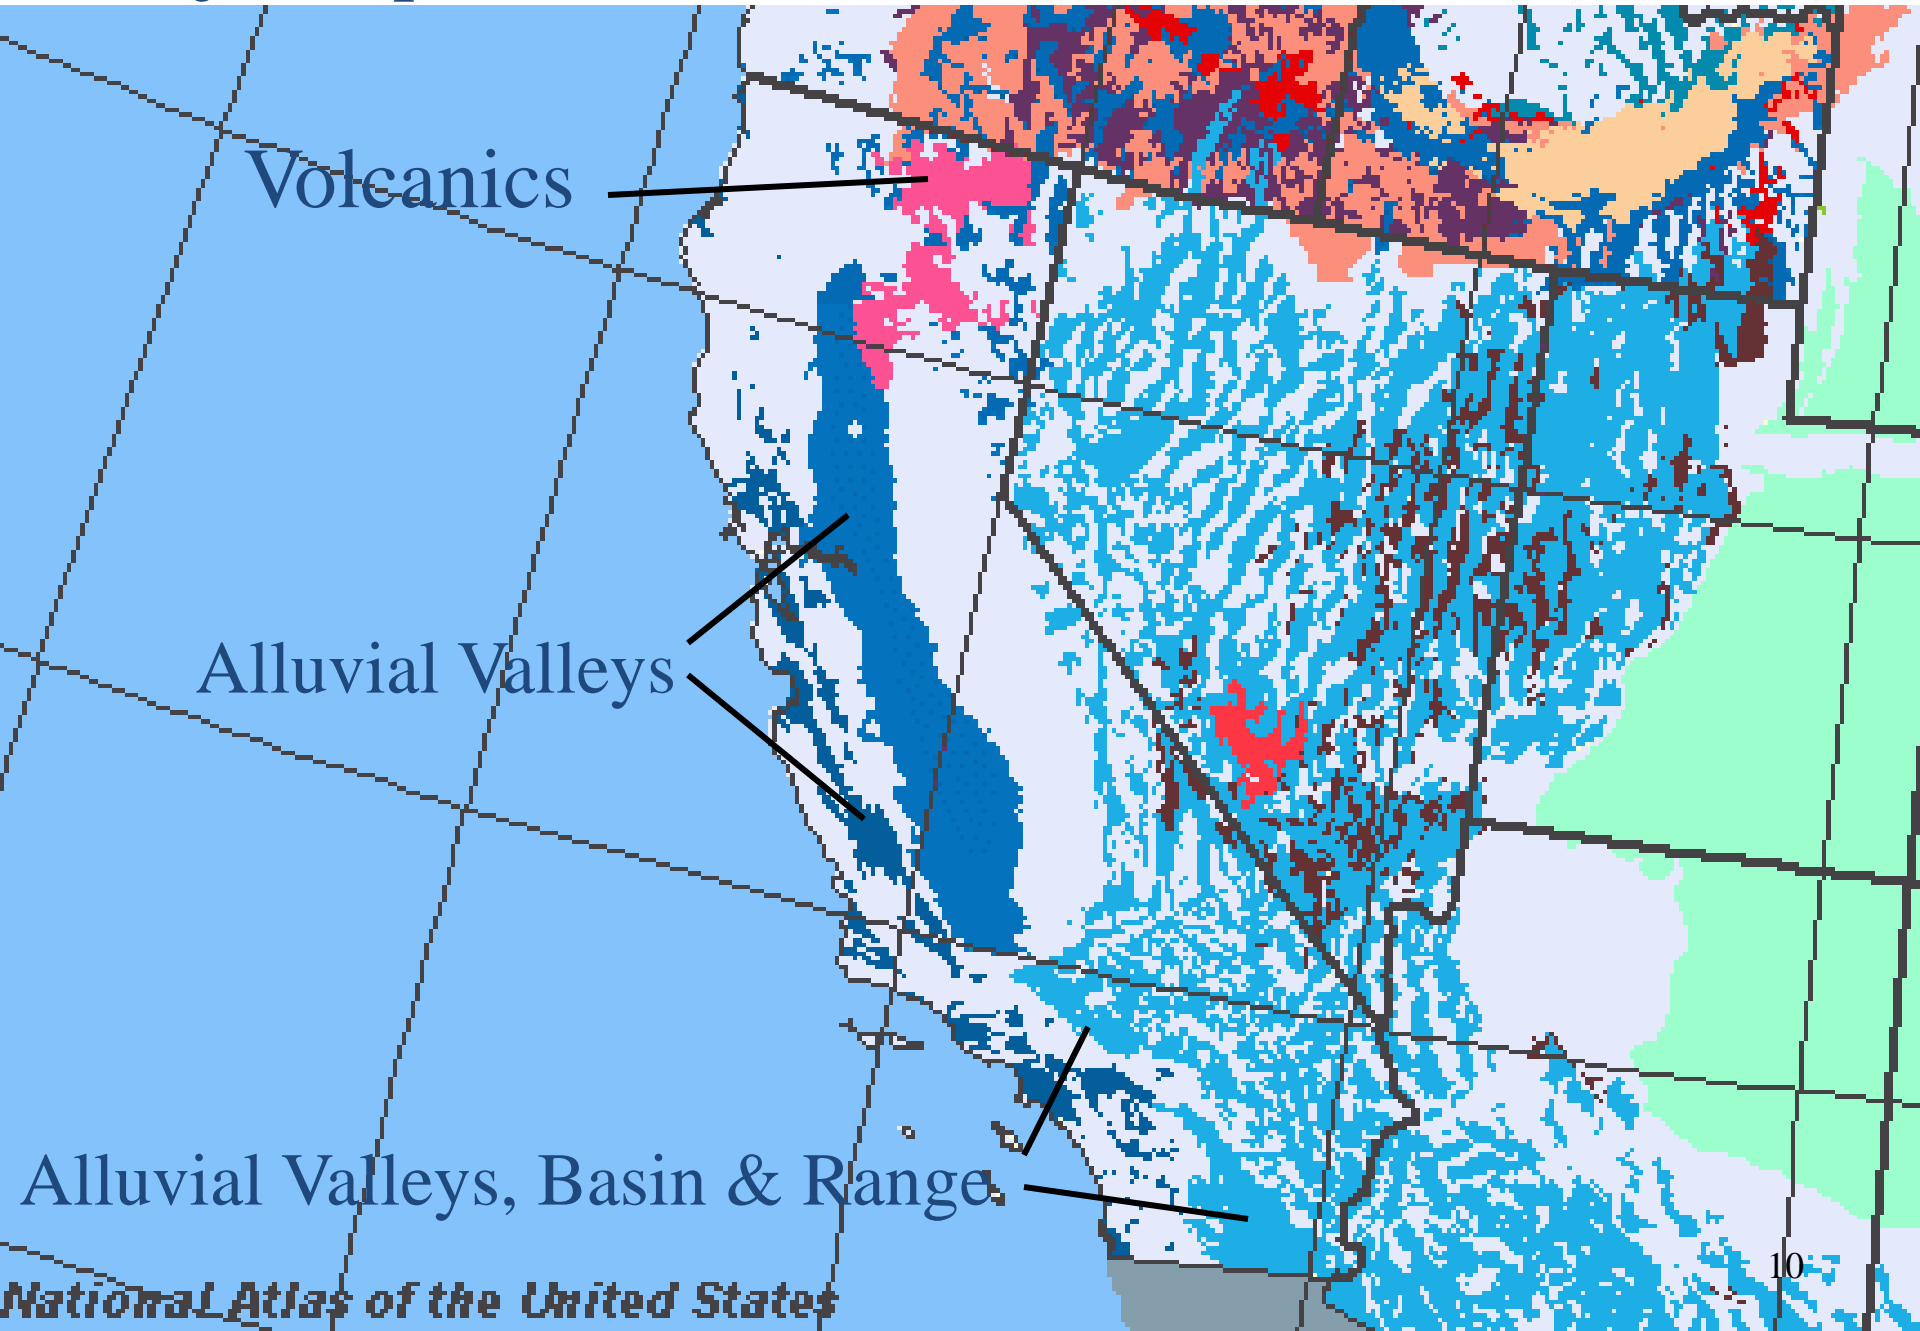 Volcanics
Alluvial Valleys
Alluvial Valleys, Basin & Range
10
National Atlas of the United States